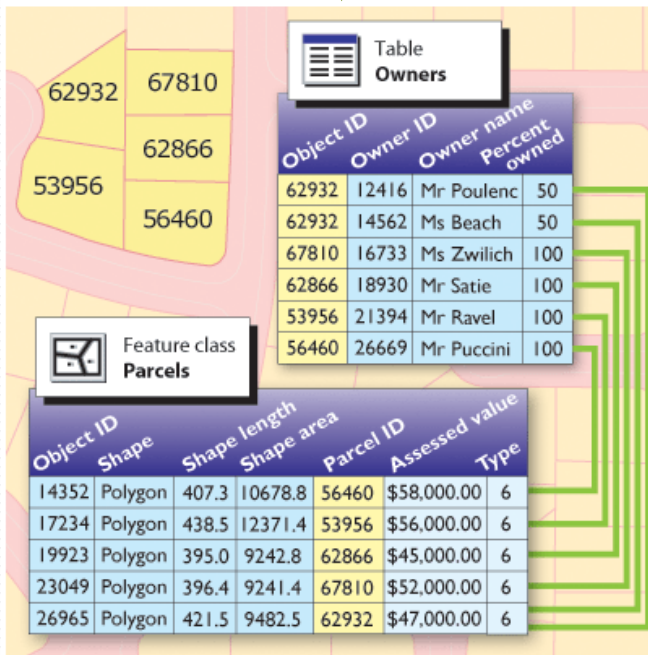 62932 67810
62866
53956
56460
Table
Owners
Object ID Owner ID Owner name Percent owned
62932 12416 Mr Poulenc 50
62932 14562 Ms Beach 50
67810 16733 Ms Zwilich 100
62866 18930 Mr Satie 100
53956 21394 Mr Ravel 100
56460 26669 Mr Puccini 100
Feature class
Parcels
Object ID Shape Shape length Shape area Parcel ID Assessed value Type
14352 Polygon 407.3 10678.8 56460 $58,000.00 6
17234 Polygon 438.5 12371.4 53956 $56,000.00 6
19923 Polygon 395.0 9242.8 62866 $45,000.00 6
23049 Polygon 396.4 9241.4 67810 $52,000.00 6
26965 Polygon 421.5 9482.5 62932 $47,000.00 6